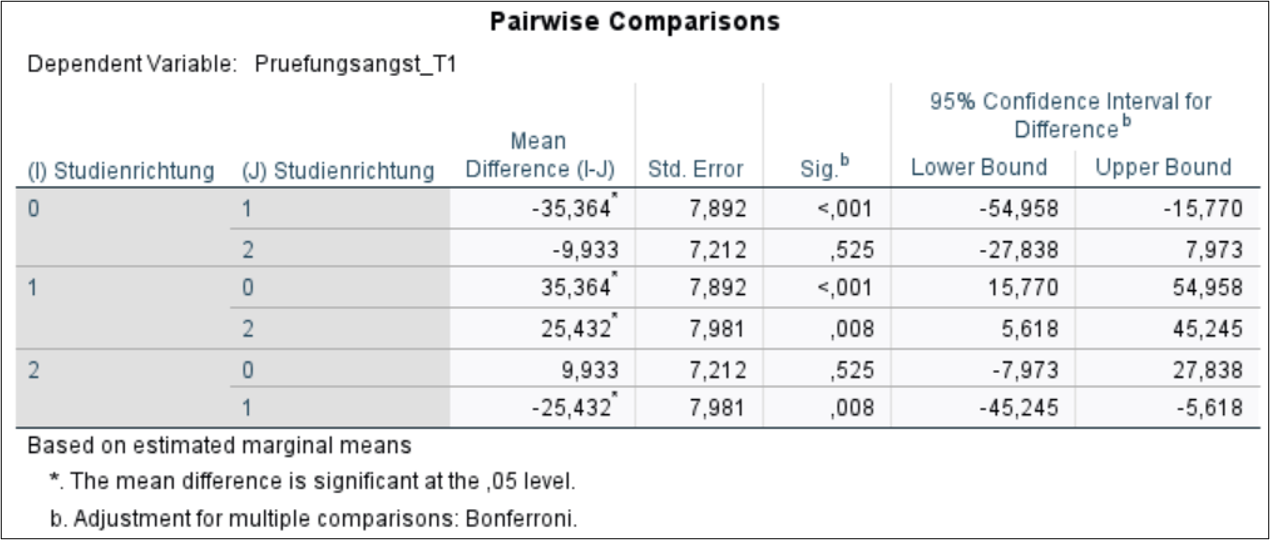 Pairwise Comparisons
Dependent Variable: Pruefungsangst_T1
95% Confidence Interval for
Difference b
Mean
(I) Studienrichtung (J) Studienrichtung Difference (I-J) Std. Error Sig.b Lower Bound Upper Bound
0 1 -35,364* 7,892 <,001 -54,958 -15,770
2 -9,933 7,212 ,525 -27,838 7,973
1 0 35,364* 7,892 <,001 15,770 54,958
2 25,432* 7,981 ,008 5,618 45,245
2 0 9,933 7,212 ,525 -7,973 27,838
1 -25,432* 7,981 ,008 -45,245 -5,618
Based on estimated marginal means
*. The mean difference is significant at the ,05 level.
b. Adjustment for multiple comparisons: Bonferroni.